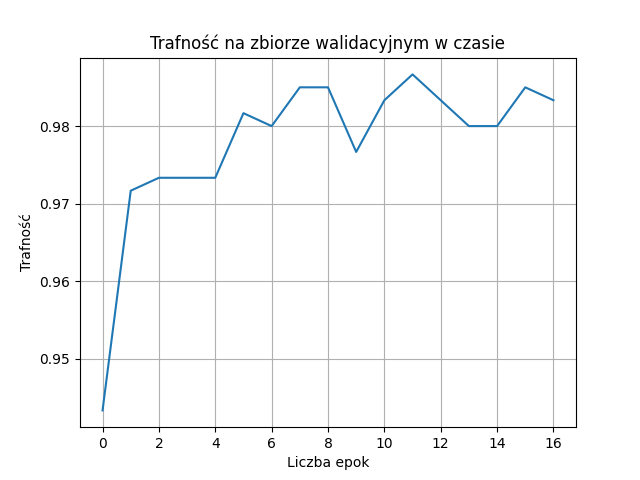 Trafność na zbiorze walidacyjnym w czasie
0.98
0.97
0.96
0.95
Trafność
0 2 4 6 8 10 12 14 16
Liczba epok